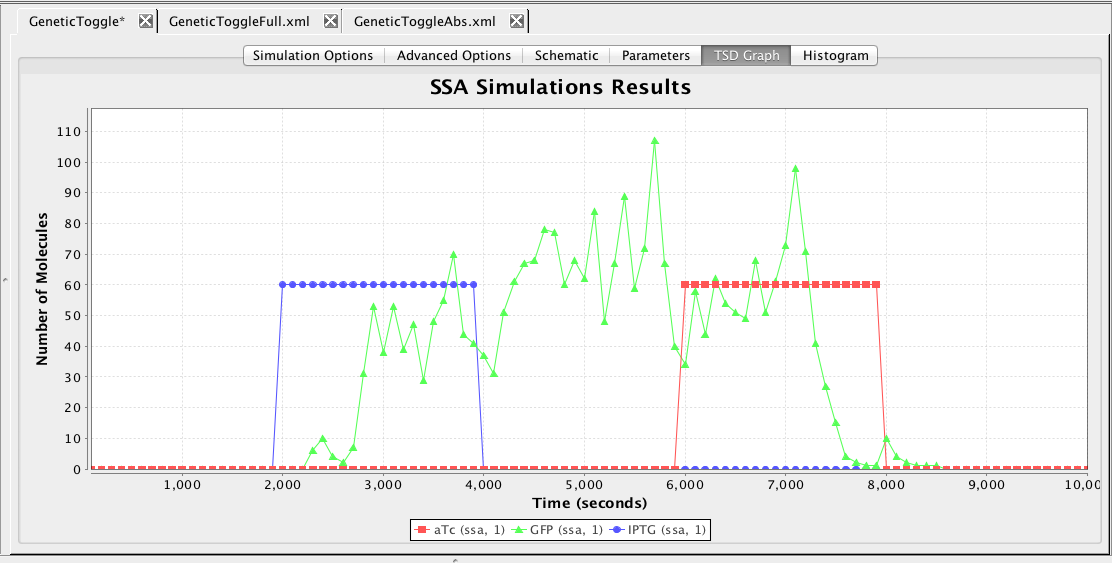 GeneticToggle* GeneticToggleFull.xml GeneticToggleAbs.xml
Simulation Options Advanced Options Schematic Parameters TSD Graph Histogram
SSA Simulations Results
Number of Molecules
110
100
90
80
70
60
50
40
30
20
10
0
1,000 2,000 3,000 4,000 5,000 6,000 7,000 8,000 9,000 10,00
Time (seconds)
aTc (ssa, 1) GFP (ssa, 1) IPTG (ssa, 1)